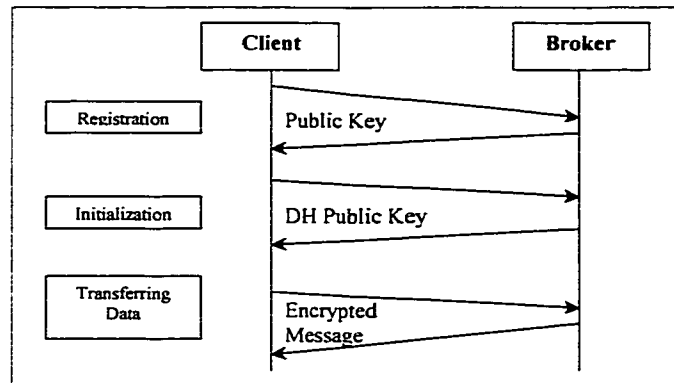 Client
Broker
Registration
Public Key
Initialization
DH Public Key
Transferring
Data
Encrypted
Message